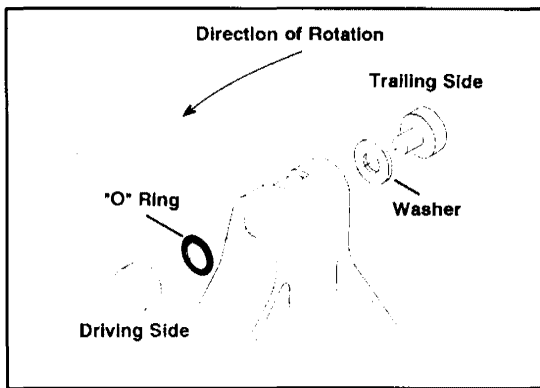 Direction of Rotation
Trailing Side
"O" Ring
Washer
Driving Side